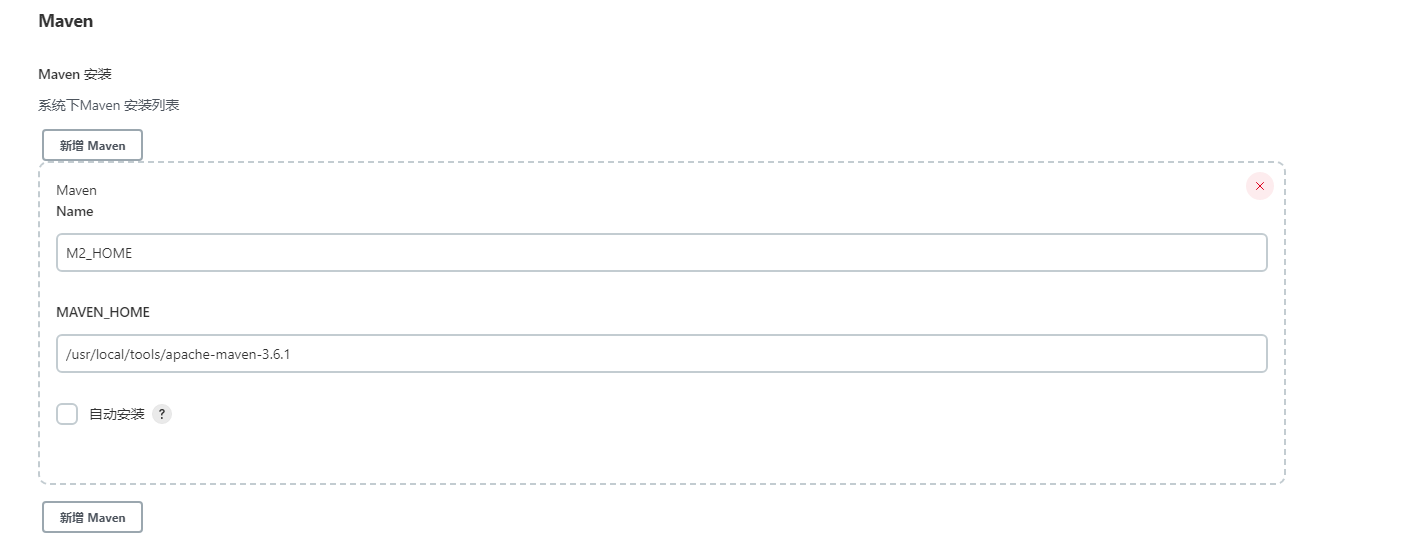 Maven
Maven 安装
系统下Maven 安装列表
新增 Maven
Maven
Name
M2_HOME
MAVEN_HOME
/usr/local/tools/apache-maven-3.6.1
自动安装 ?
新增 Maven